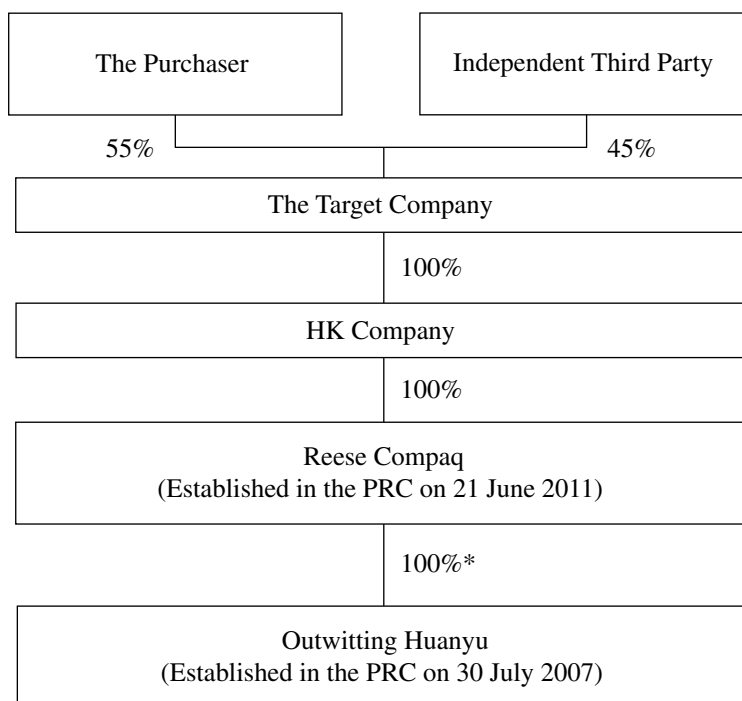 The Purchaser
Independent Third Party
55%
45%
The Target Company
100%
HK Company
100%
Reese Compaq
(Established in the PRC on 21 June 2011)
100%*
Outwitting Huanyu
(Established in the PRC on 30 July 2007)